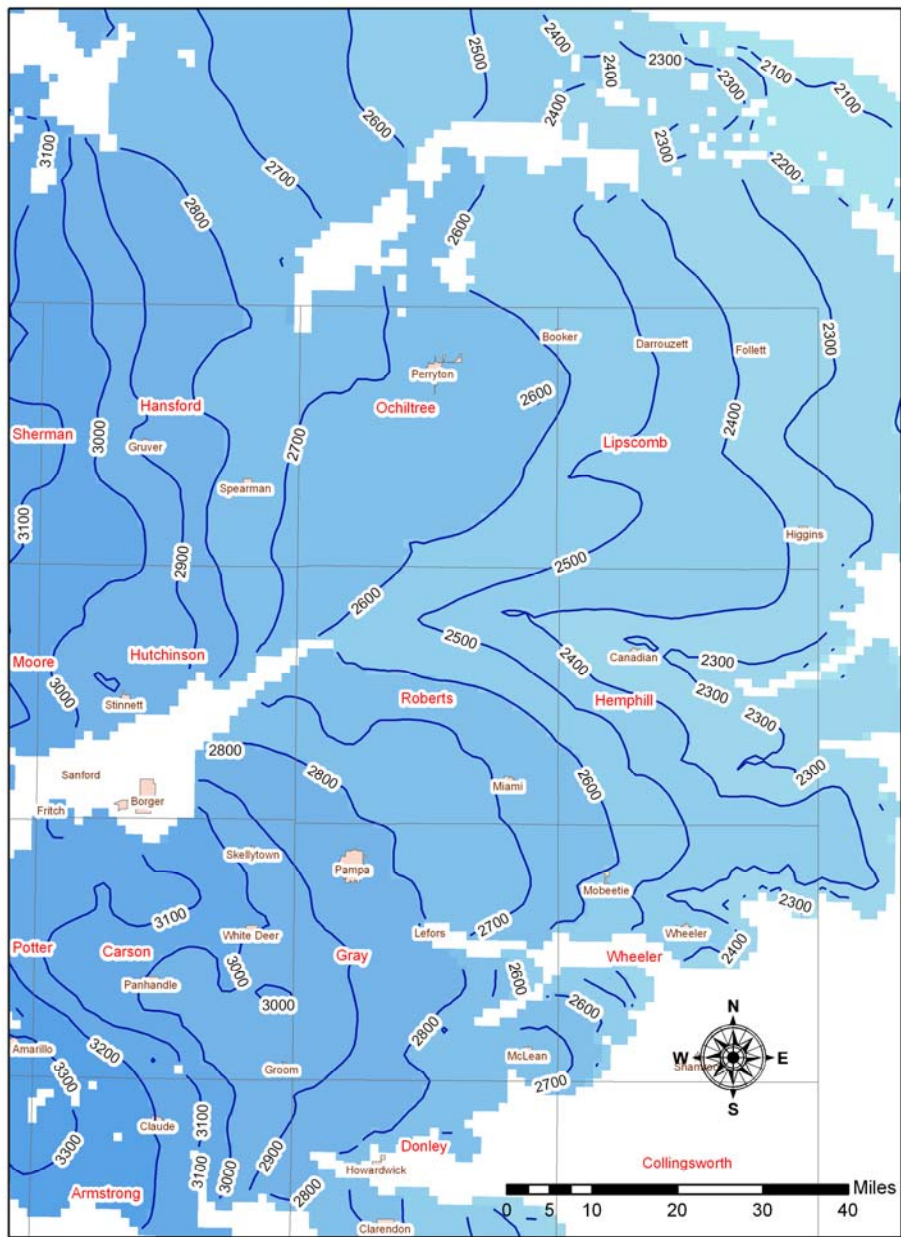 2500
2400
2400
2300
2100
2300
2100
2400
2600
3100
2300
2700
2200
2800
2600
2300
Booker
Darrouzett
Follett
Perryton
2600
Hansford
Ochiltree
2400
Sherman
3000
Gruver
2700
Lipscomb
Spearman
3100
Higgins
2900
2500
2600
2500
Moore
Hutchinson
2400
Canadian
2300
3000
2300
Stinnett
Roberts
Hemphill
2300
2800
2800
Sanford
2300
Miami
2600
Borger
Fritch
Skellytown
Pampa
Mobeetie
3100
2700
2300
White Deer
Lefors
Wheeler
Potter
Carson
Gray
Wheeler
2400
3000
2600
Panhandle
3000
2600
N
2800
Amarillo
3200
McLean
W
E
3300
Groom
2700
S
3100
Claude
Donley
3300
3100
2900
Howardwick
Collingsworth
Armstrong
3000
2800
Miles
0 5 10 20 30 40
Clarendon